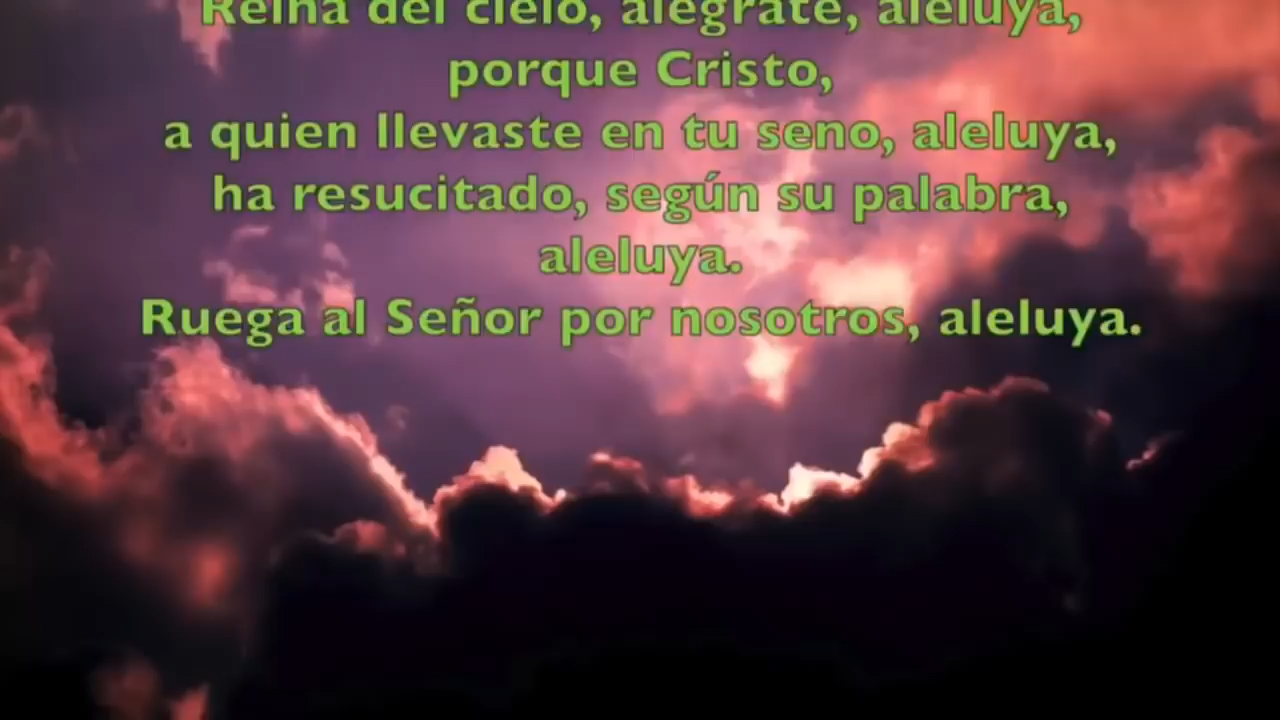 Reina del cielo, alégrate, aleluya,
porque Cristo,
a quien llevaste en tu seno, aleluya,
ha resucitado, según su palabra,
aleluya.
Ruega al Señor por nosotros, aleluya.